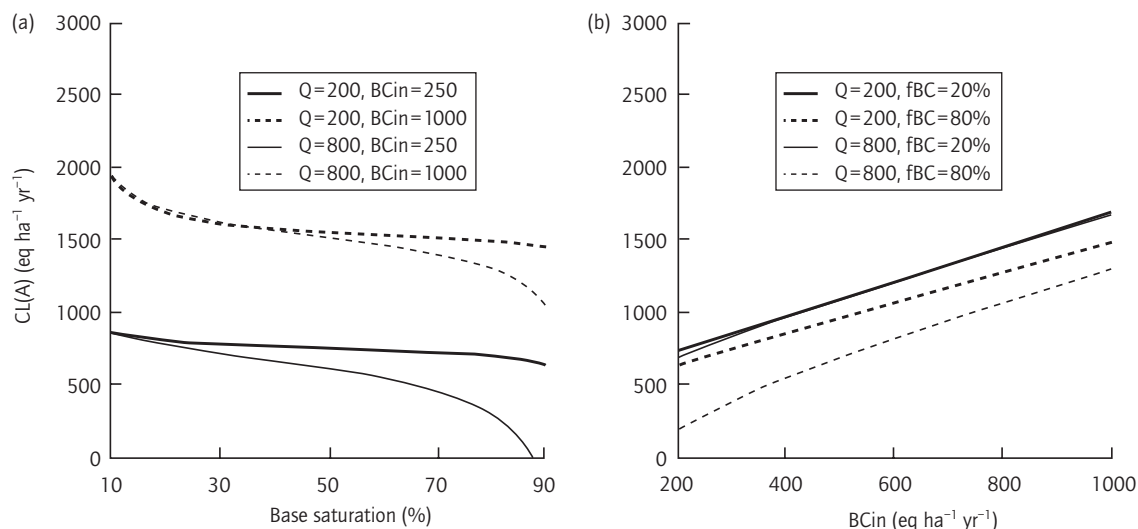 (a)
3000
2500
2000
1500
1000
500
0
CL(A) (eq ha⁻¹ yr⁻¹)
Q=200, BCin=250
Q=200, BCin=1000
Q=800, BCin=250
Q=800, BCin=1000
10 30 50 70 90
Base saturation (%)
(b)
3000
2500
2000
1500
1000
500
0
Q=200, fBC=20%
Q=200, fBC=80%
Q=800, fBC=20%
Q=800, fBC=80%
200 400 600 800 1000
BCin (eq ha⁻¹ yr⁻¹)